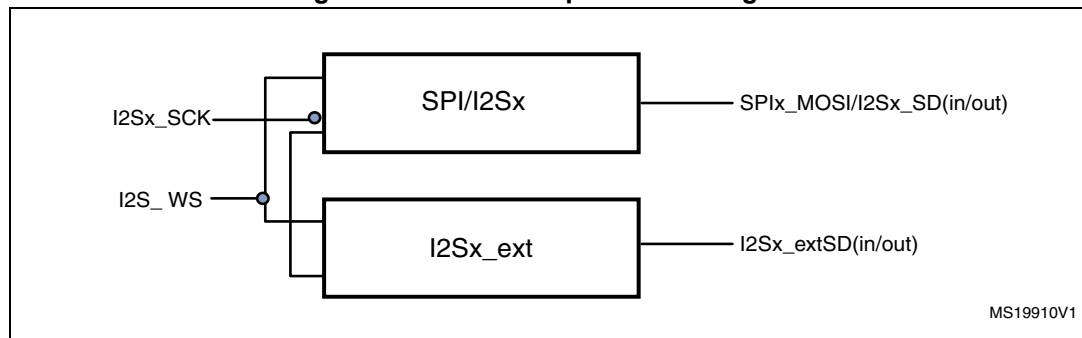 SPI/I2Sx
SPIx_MOSI/I2Sx_SD(in/out)
I2Sx_SCK
I2S_ WS
I2Sx_ext
I2Sx_extSD(in/out)
MS19910V1